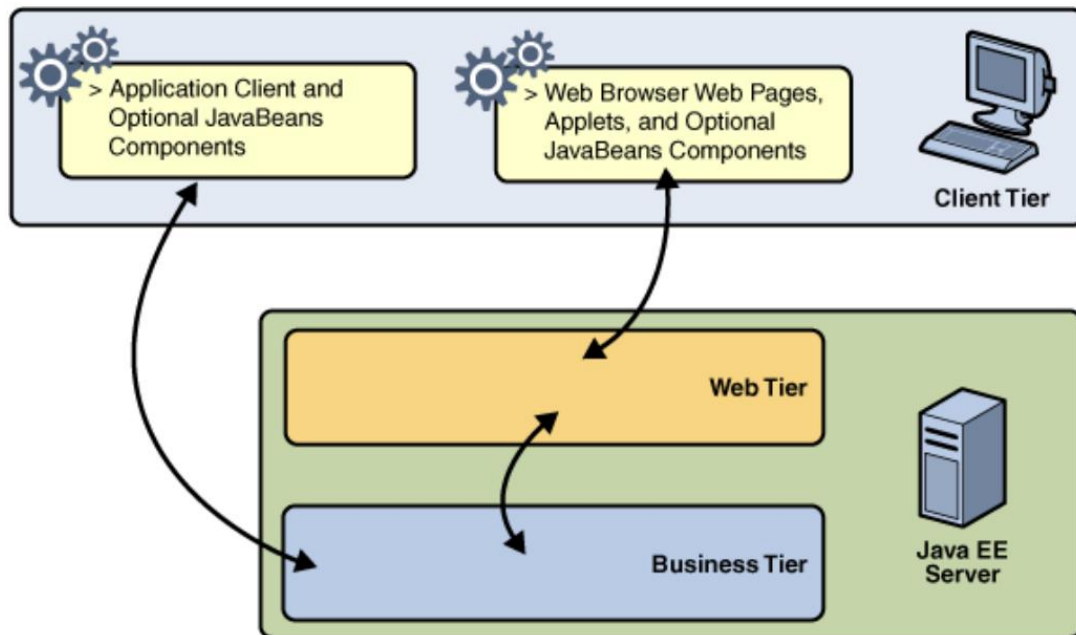 > Application Client and
Optional JavaBeans
Components
> Web Browser Web Pages,
Applets, and Optional
JavaBeans Components
Client Tier
Web Tier
Business Tier
Java EE
Server